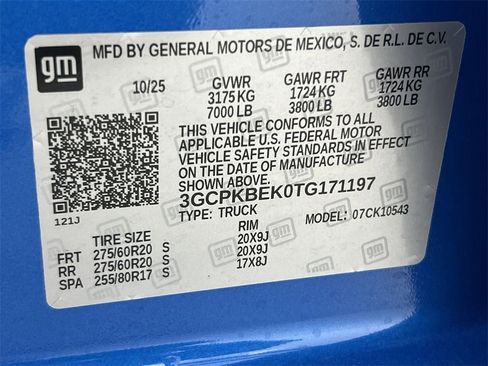 gm MFD BY GENERAL MOTORS DE MEXICO, S. DE R.L. DE C.V.
10/25 GVWR GAWR FRT GAWR RR
3175 KG 1724 KG 1724 KG
7000 LB 3800 LB 3800 LB
THIS VEHICLE CONFORMS TO ALL
APPLICABLE U.S. FEDERAL MOTOR
VEHICLE SAFETY STANDARDS IN EFFECT
ON THE DATE OF MANUFACTURE SHOWN ABOVE.
3GCPKBEK0TG171197
121J TYPE: TRUCK MODEL: 07CK10543
TIRE SIZE RIM
FRT 275/60R20 S 20X9J
RR 275/60R20 S 20X9J
SPA 255/80R17 S 17X8J